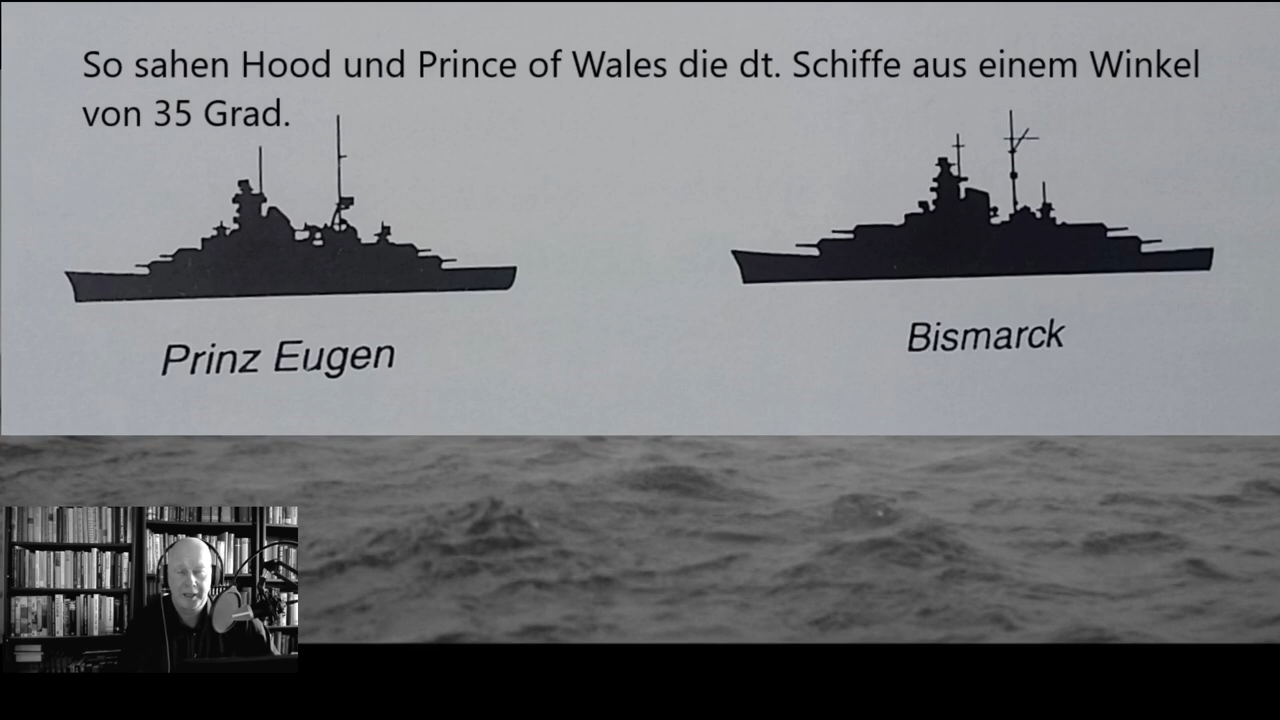 So sahen Hood und Prince of Wales die dt. Schiffe aus einem Winkel
von 35 Grad.
Prinz Eugen
Bismarck